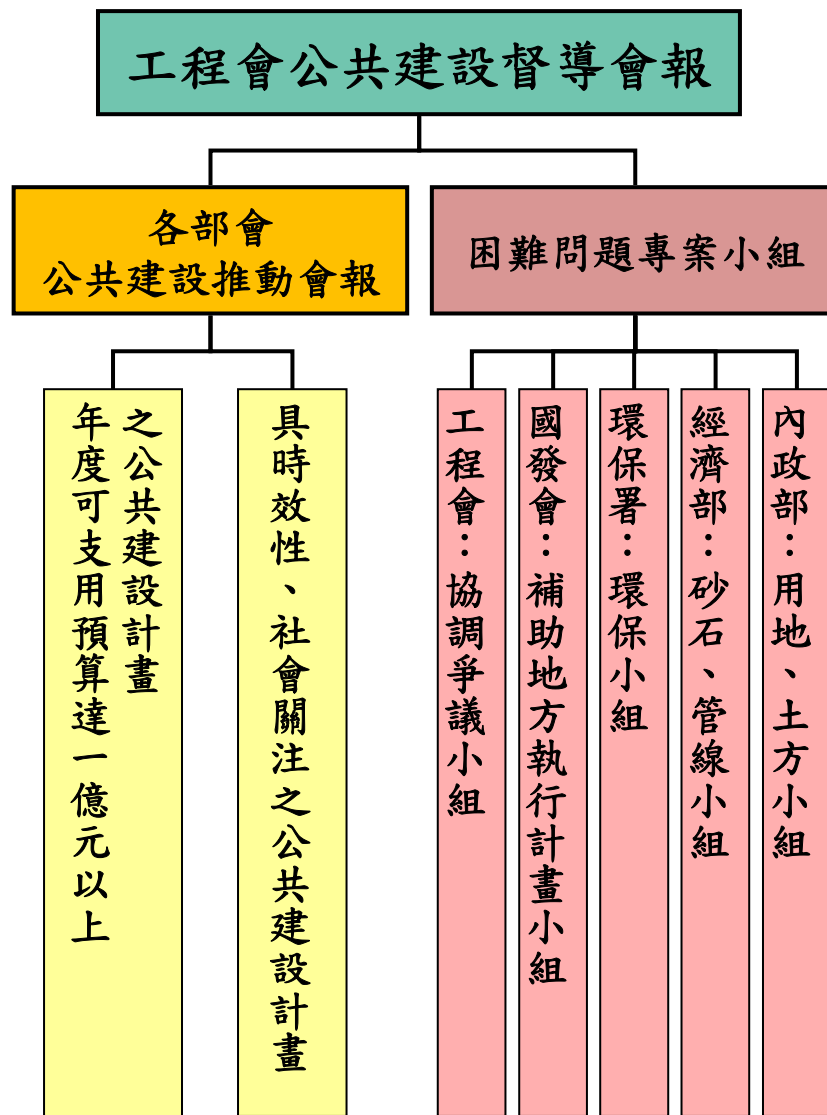 工程會公共建設督導會報
各部會
公共建設推動會報
困難問題專案小組
年度可支用預算達一億元以上
之公共建設計畫
具時效性、社會關注之公共建設計畫
工程會：協調爭議小組
國發會：補助地方執行計畫小組
環保署：環保小組
經濟部：砂石、管線小組
內政部：用地、土方小組